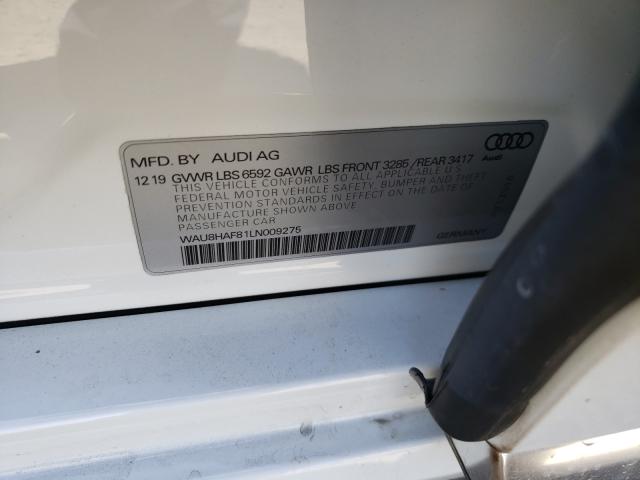 MFD. BY AUDI AG
12 19 GVWR LBS 6592 GAWR LBS FRONT 3285 / REAR 3417
THIS VEHICLE CONFORMS TO ALL APPLICABLE U.S.
FEDERAL MOTOR VEHICLE SAFETY, BUMPER AND THEFT
PREVENTION STANDARDS IN EFFECT ON THE DATE OF
MANUFACTURE SHOWN ABOVE
PASSENGER CAR
WAU8HAF81LN009275
Audi
GERMANY